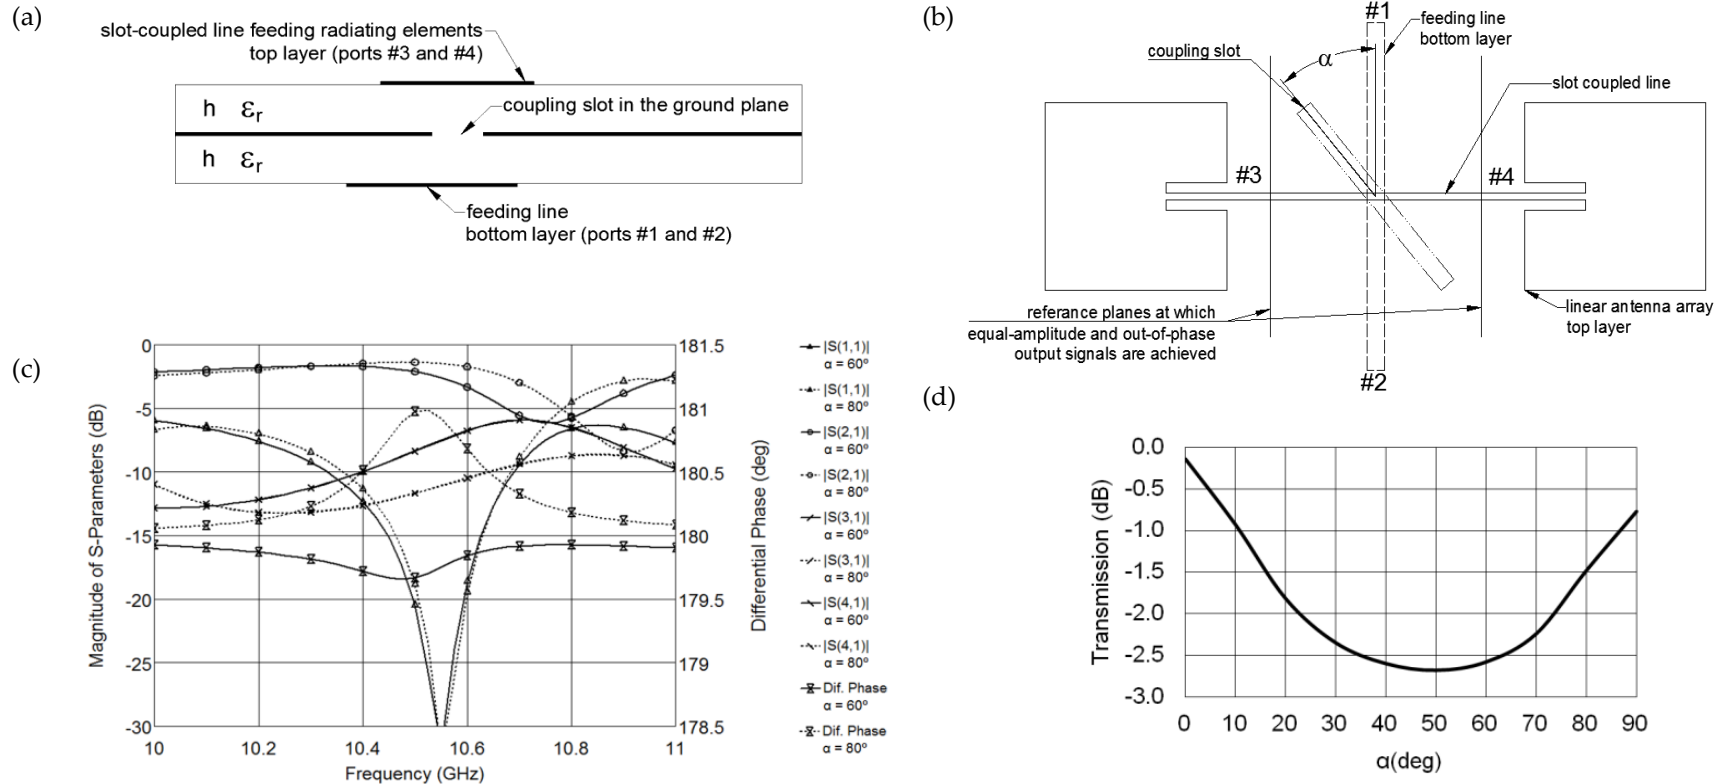 (a)
slot-coupled line feeding radiating elements
top layer (ports #3 and #4)
h εr
coupling slot in the ground plane
h εr
feeding line
bottom layer (ports #1 and #2)
(b)
#1
feeding line
bottom layer
coupling slot
α
slot coupled line
#3
#4
referance planes at which
equal-amplitude and out-of-phase
output signals are achieved
linear antenna array
top layer
#2
(c)
Magnitude of S-Parameters (dB)
0
-5
-10
-15
-20
-25
-30
10
10.2
10.4
10.6
10.8
11
Frequency (GHz)
181.5
181
180.5
180
179.5
179
178.5
Differential Phase (deg)
|S(1,1)|
α = 60º
|S(1,1)|
α = 80º
|S(2,1)|
α = 60º
|S(2,1)|
α = 80º
|S(3,1)|
α = 60º
|S(3,1)|
α = 80º
|S(4,1)|
α = 60º
|S(4,1)|
α = 80º
Dif. Phase
α = 60º
Dif. Phase
α = 80º
(d)
Transmission (dB)
0.0
-0.5
-1.0
-1.5
-2.0
-2.5
-3.0
0
10
20
30
40
50
60
70
80
90
α(deg)